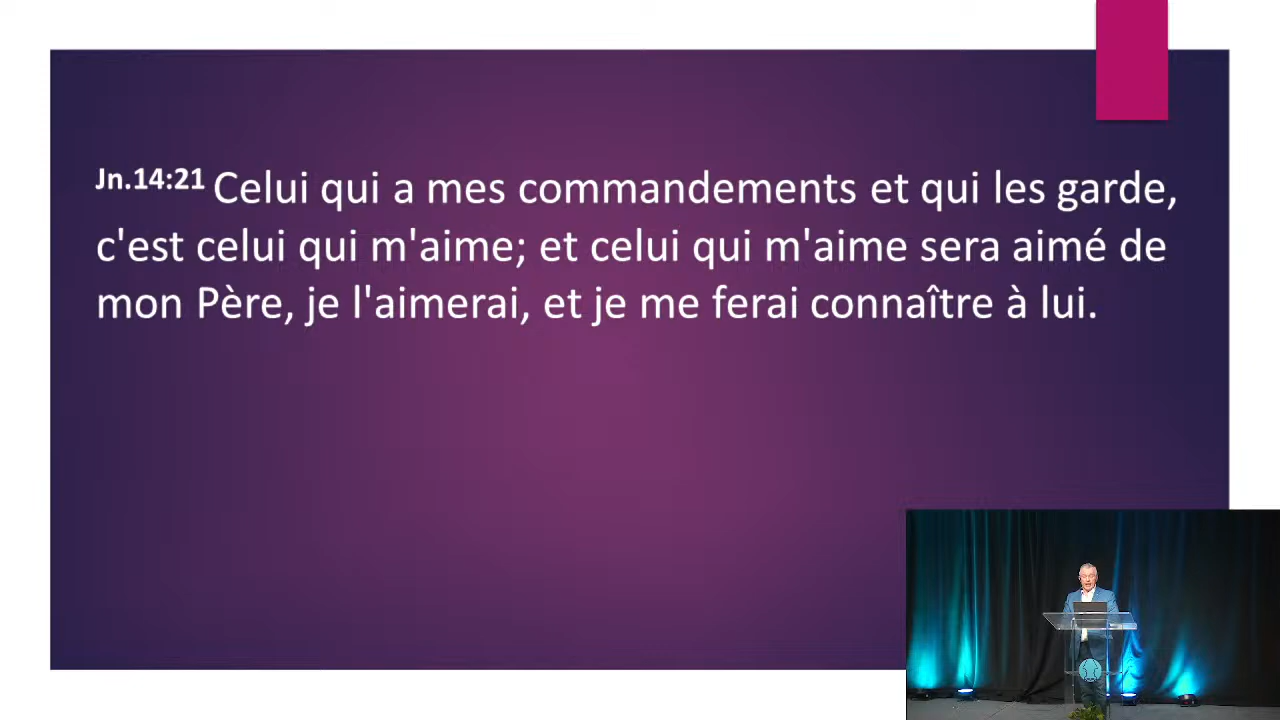 Jn.14:21 Celui qui a mes commandements et qui les garde,
c'est celui qui m'aime; et celui qui m'aime sera aimé de
mon Père, je l'aimerai, et je me ferai connaître à lui.